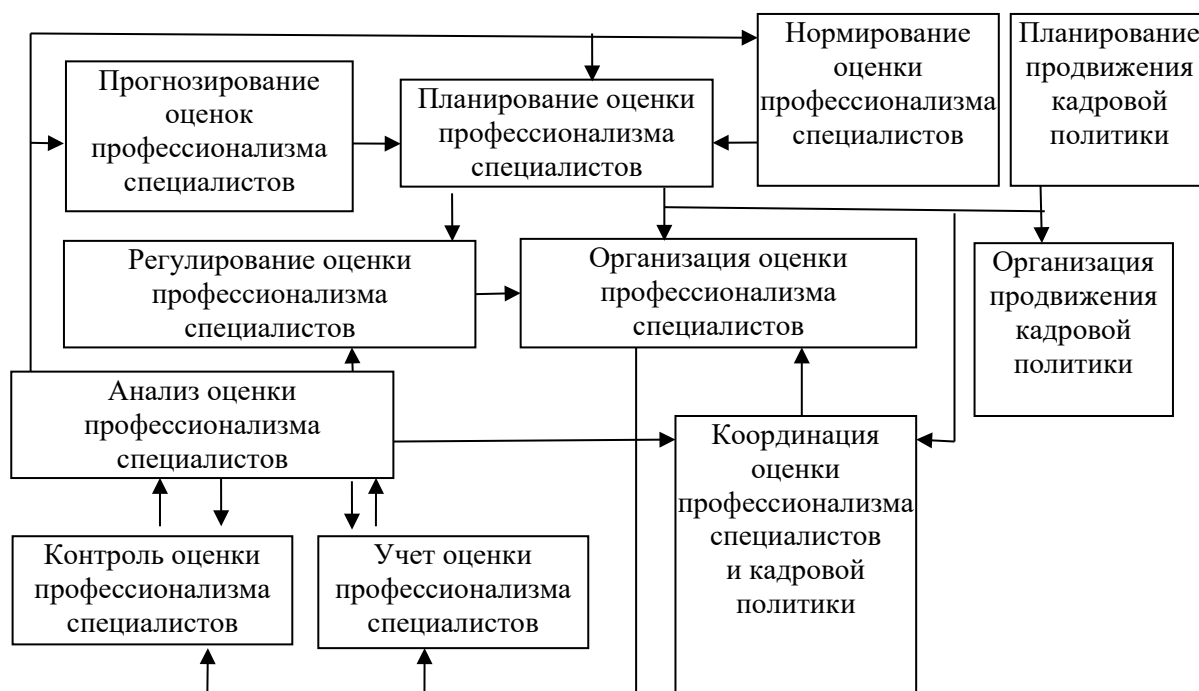 Нормирование
оценки
профессионализма
специалистов
Планирование
продвижения
кадровой
политики
Прогнозирование
оценок
профессионализма
специалистов
Планирование оценки
профессионализма
специалистов
Регулирование оценки
профессионализма
специалистов
Организация оценки
профессионализма
специалистов
Организация
продвижения
кадровой
политики
Анализ оценки
профессионализма
специалистов
Координация
оценки
профессионализма
специалистов
и кадровой
политики
Контроль оценки
профессионализма
специалистов
Учет оценки
профессионализма
специалистов